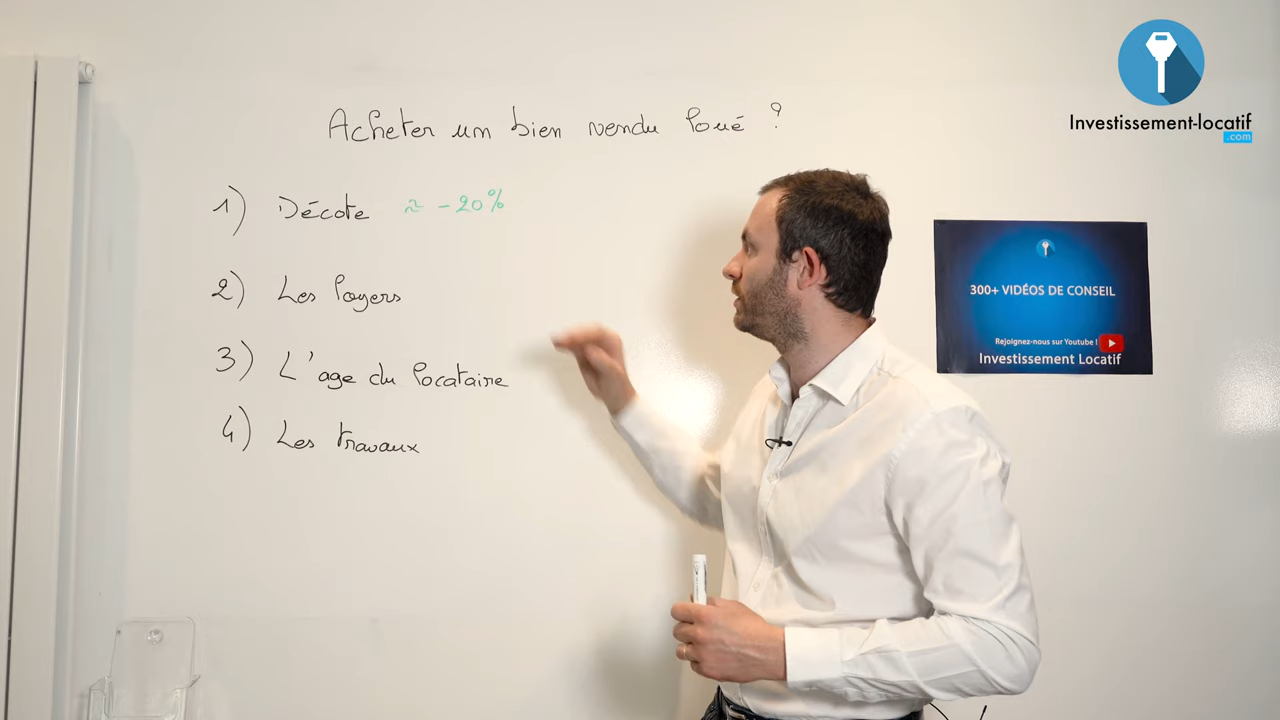 Acheter un bien vendu loué ?
1) Décote ≈ -20%
2) Les loyers
3) L'age du locataire
4) Les travaux
Investissement-locatif
.com
300+ VIDÉOS DE CONSEIL
Rejoignez-nous sur Youtube !
Investissement Locatif